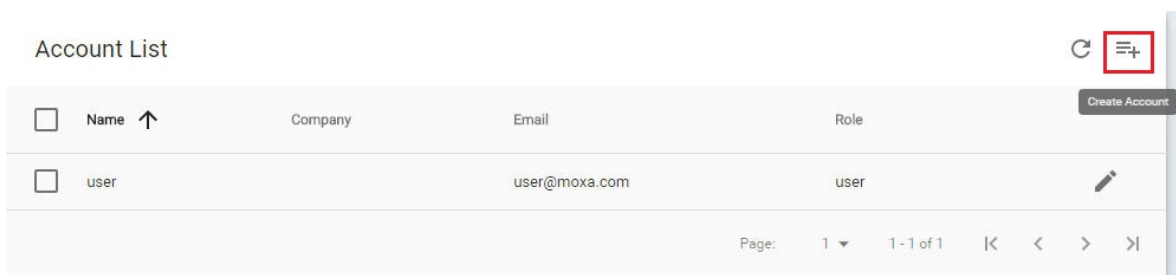 Account List
Create Account
Name Company Email Role
user user@moxa.com user
Page: 1 1 - 1 of 1